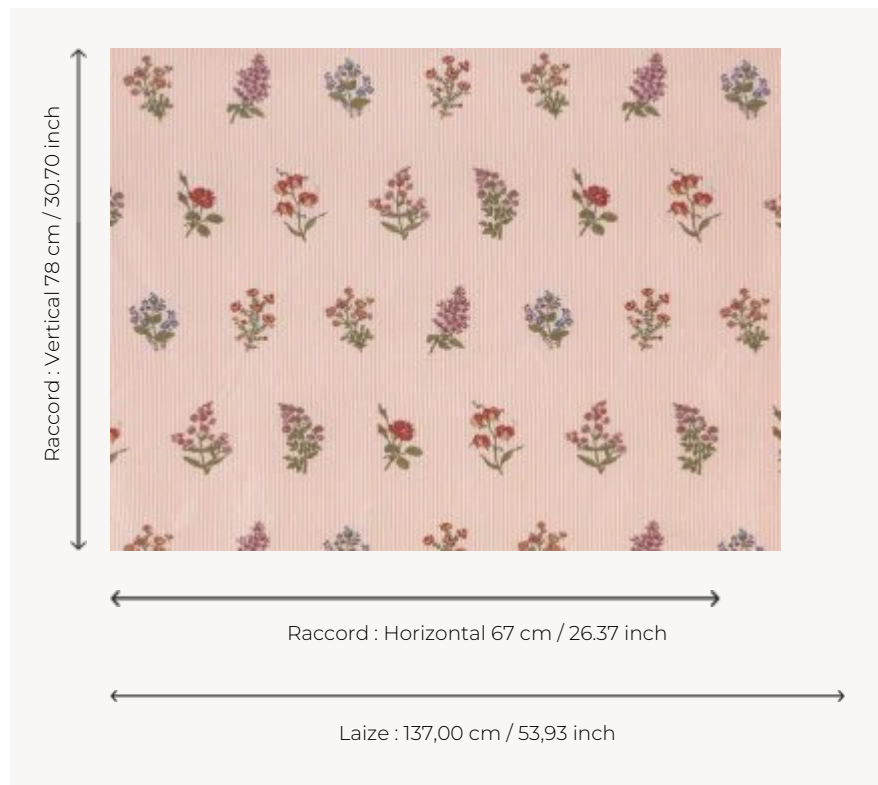 Raccord : Vertical 78 cm / 30.70 inch
Raccord : Horizontal 67 cm / 26.37 inch
Laize : 137,00 cm / 53,93 inch